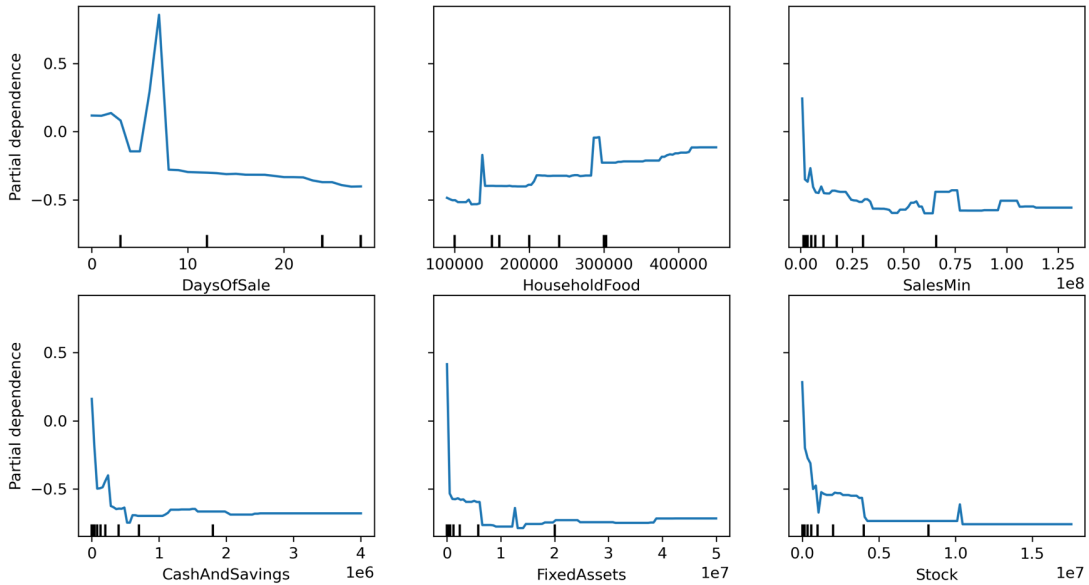 Partial dependence
0.5
0.0
−0.5
0 10 20
DaysOfSale
100000 200000 300000 400000
HouseholdFood
0.00 0.25 0.50 0.75 1.00 1.25
1e8
SalesMin
Partial dependence
0.5
0.0
−0.5
0 1 2 3 4
1e6
CashAndSavings
0 1 2 3 4 5
1e7
FixedAssets
0.0 0.5 1.0 1.5
1e7
Stock